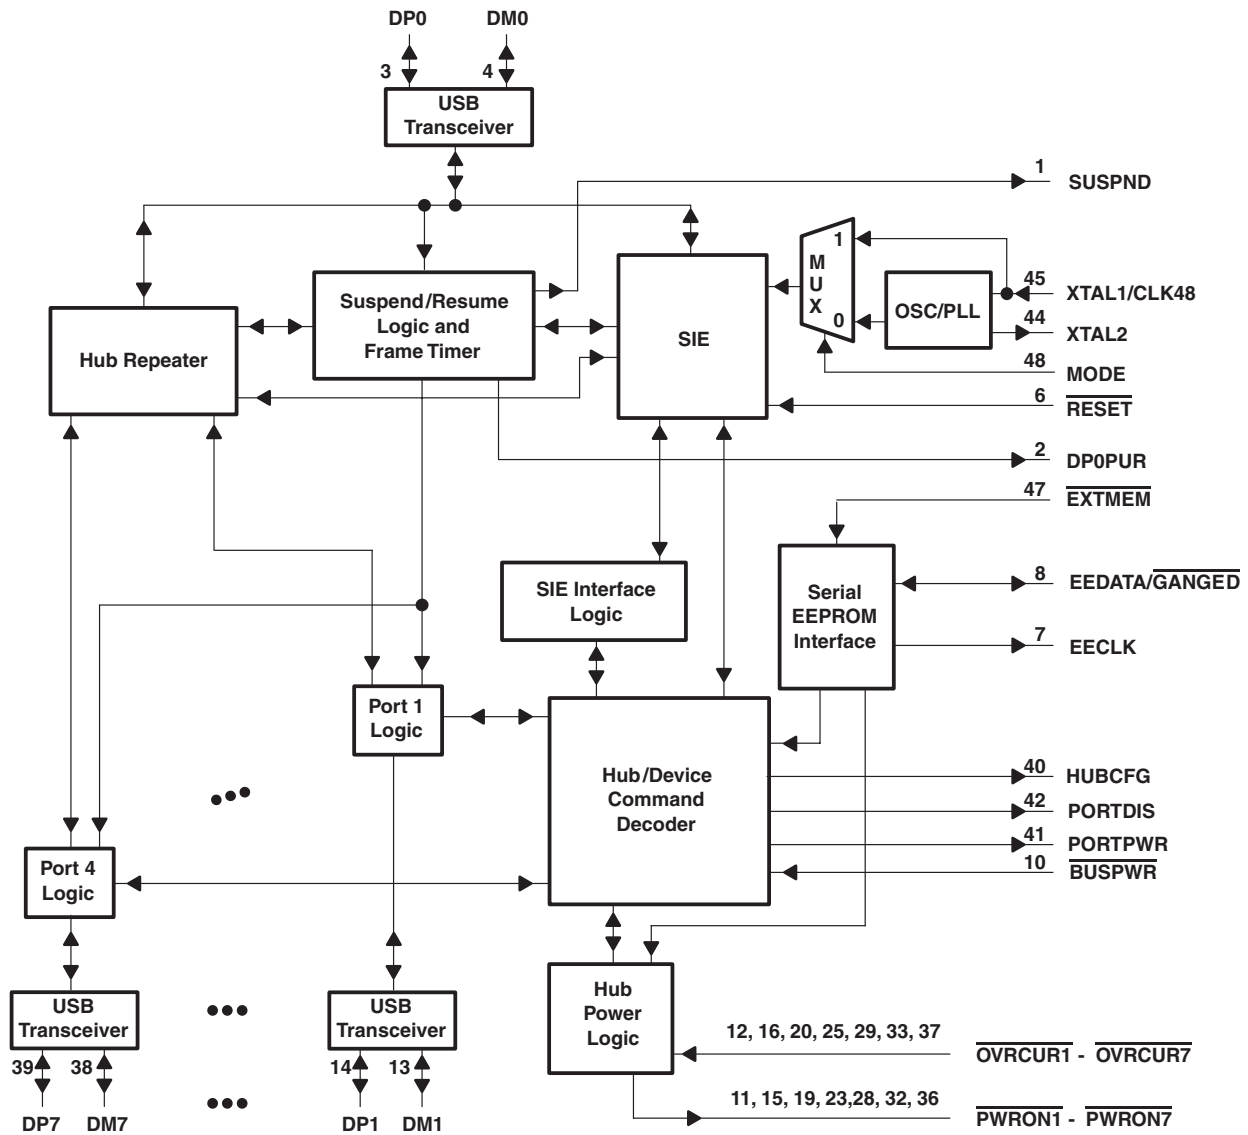 DP0 DM0
3 4
USB
Transceiver
1 SUSPND
Suspend/Resume
Logic and
Frame Timer
Hub Repeater
SIE
1
M
U
X
0
OSC/PLL
45 XTAL1/CLK48
44 XTAL2
48 MODE
6 RESET
2 DP0PUR
47 EXTMEM
SIE Interface
Logic
Serial
EEPROM
Interface
8 EEDATA/GANGED
7 EECLK
Port 1
Logic
Hub/Device
Command
Decoder
40 HUBCFG
42 PORTDIS
41 PORTPWR
10 BUSPWR
Port 4
Logic
USB
Transceiver
USB
Transceiver
Hub
Power
Logic
12, 16, 20, 25, 29, 33, 37
OVRCUR1 - OVRCUR7
39 38 14 13
11, 15, 19, 23,28, 32, 36
PWRON1 - PWRON7
DP7 DM7 DP1 DM1